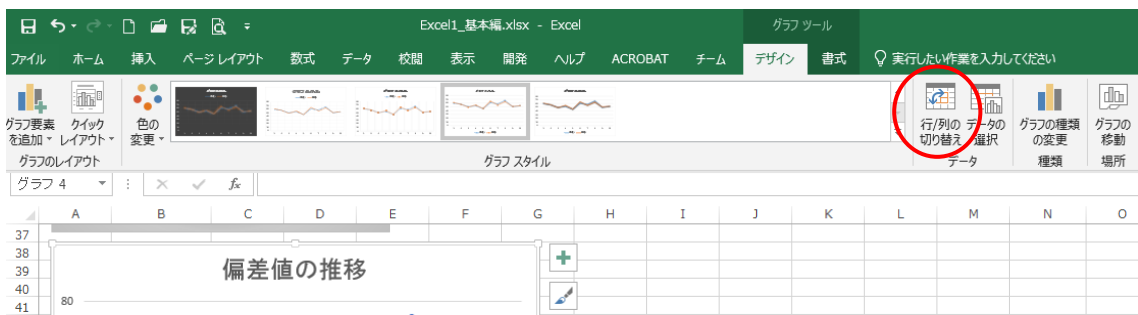 Excel1_基本編.xlsx - Excel
グラフ ツール
ファイル ホーム 挿入 ページ レイアウト 数式 データ 校閲 表示 開発 ヘルプ ACROBAT チーム デザイン 書式 実行したい作業を入力してください
グラフ要素 クイック 色の 行/列の データの グラフの種類 グラフの
を追加 レイアウト 変更 切り替え 選択 の変更 移動
グラフのレイアウト グラフ スタイル データ 種類 場所
グラフ 4 fx
A B C D E F G H I J K L M N O
37
38
39
40
41
偏差値の推移
80